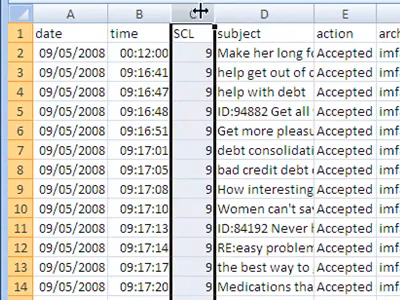 A B C D E
1 date time SCL subject action arch
2 09/05/2008 00:12:00 9 Make her long fo Accepted imf
3 09/05/2008 09:16:41 9 help get out of Accepted imf
4 09/05/2008 09:16:47 9 help with debt Accepted imf
5 09/05/2008 09:16:48 9 ID:94882 Get all Accepted imf
6 09/05/2008 09:16:51 9 Get more pleasu Accepted imf
7 09/05/2008 09:17:01 9 debt consolidati Accepted imf
8 09/05/2008 09:17:05 9 bad credit debt Accepted imf
9 09/05/2008 09:17:08 9 How interesting Accepted imf
10 09/05/2008 09:17:10 9 Women can't sa Accepted imf
11 09/05/2008 09:17:13 9 ID:84192 Never Accepted imf
12 09/05/2008 09:17:14 9 RE:easy problem Accepted imf
13 09/05/2008 09:17:17 9 the best way to Accepted imf
14 09/05/2008 09:17:20 9 Medications tha Accepted imf